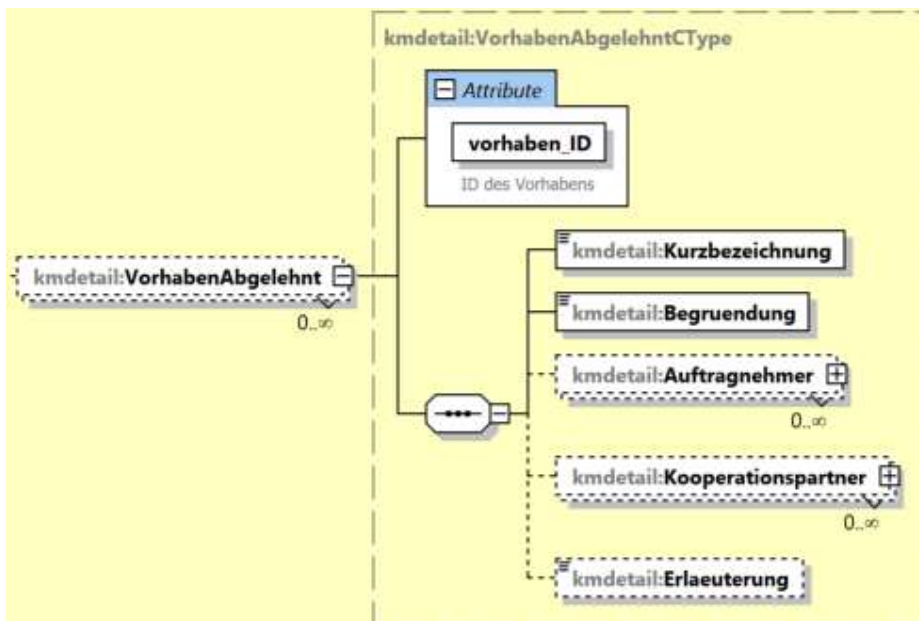 kmdetail:VorhabenAbgelehntCType
Attribute
vorhaben_ID
ID des Vorhabens
kmdetail:VorhabenAbgelehnt
0..∞
kmdetail:Kurzbezeichnung
kmdetail:Begruendung
kmdetail:Auftragnehmer
0..∞
kmdetail:Kooperationspartner
0..∞
kmdetail:Erlaeuterung